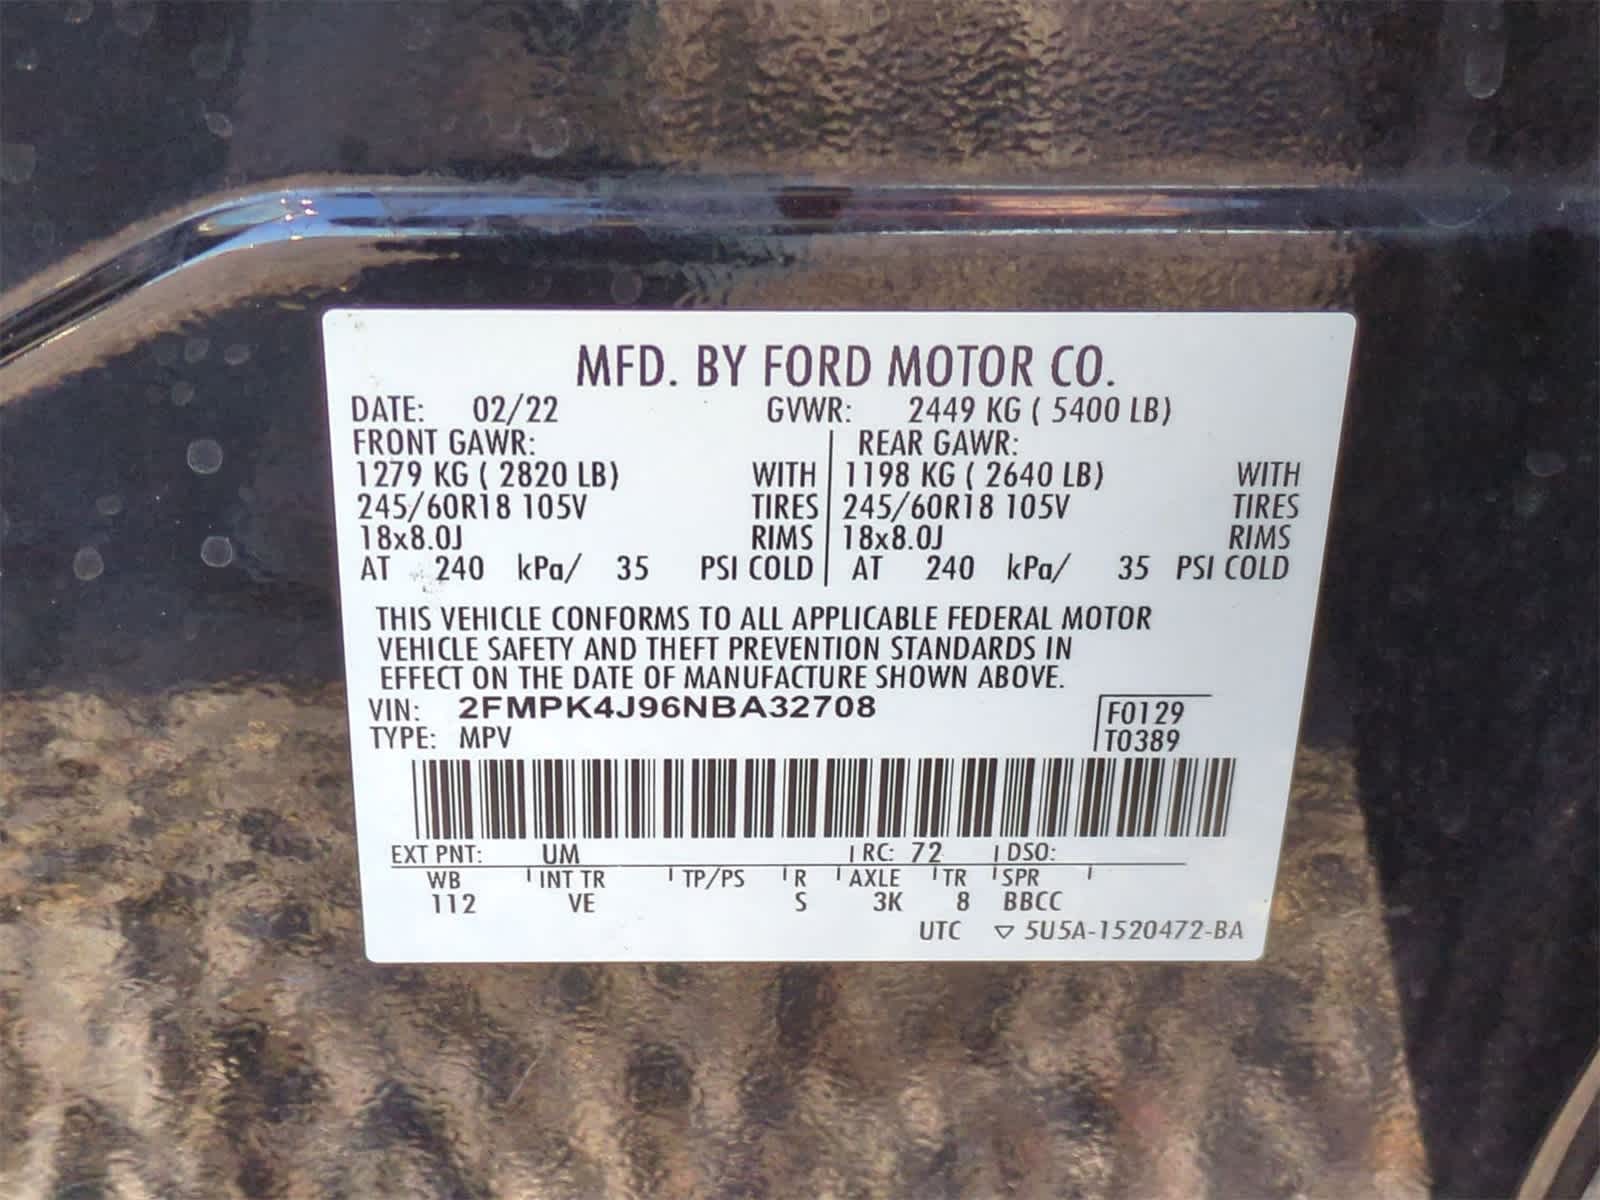 MFD. BY FORD MOTOR CO.
DATE: 02/22 GVWR: 2449 KG ( 5400 LB)
FRONT GAWR: REAR GAWR:
1279 KG ( 2820 LB) WITH 1198 KG ( 2640 LB) WITH
245/60R18 105V TIRES 245/60R18 105V TIRES
18x8.0J RIMS 18x8.0J RIMS
AT 240 kPa/ 35 PSI COLD AT 240 kPa/ 35 PSI COLD
THIS VEHICLE CONFORMS TO ALL APPLICABLE FEDERAL MOTOR
VEHICLE SAFETY AND THEFT PREVENTION STANDARDS IN
EFFECT ON THE DATE OF MANUFACTURE SHOWN ABOVE.
VIN: 2FMPK4J96NBA32708 F0129
TYPE: MPV T0389
EXT PNT: UM RC: 72 DSO:
WB INT TR TP/PS R AXLE TR SPR
112 VE S 3K 8 BBCC
UTC ▽ 5U5A-1520472-BA